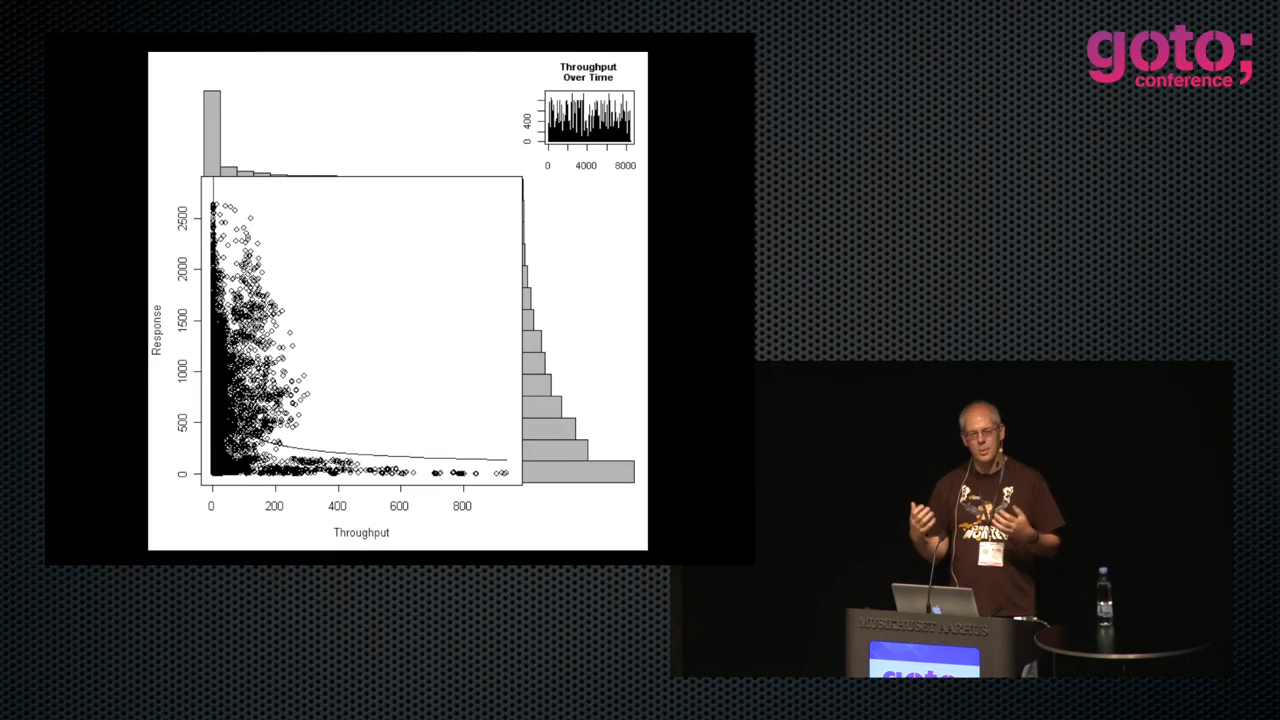 goto;
conference
Throughput
Over Time
400
0
0 4000 8000
2500
2000
1500
1000
500
0
Response
0 200 400 600 800
Throughput
MUSIKHUSET AARHUS
goto